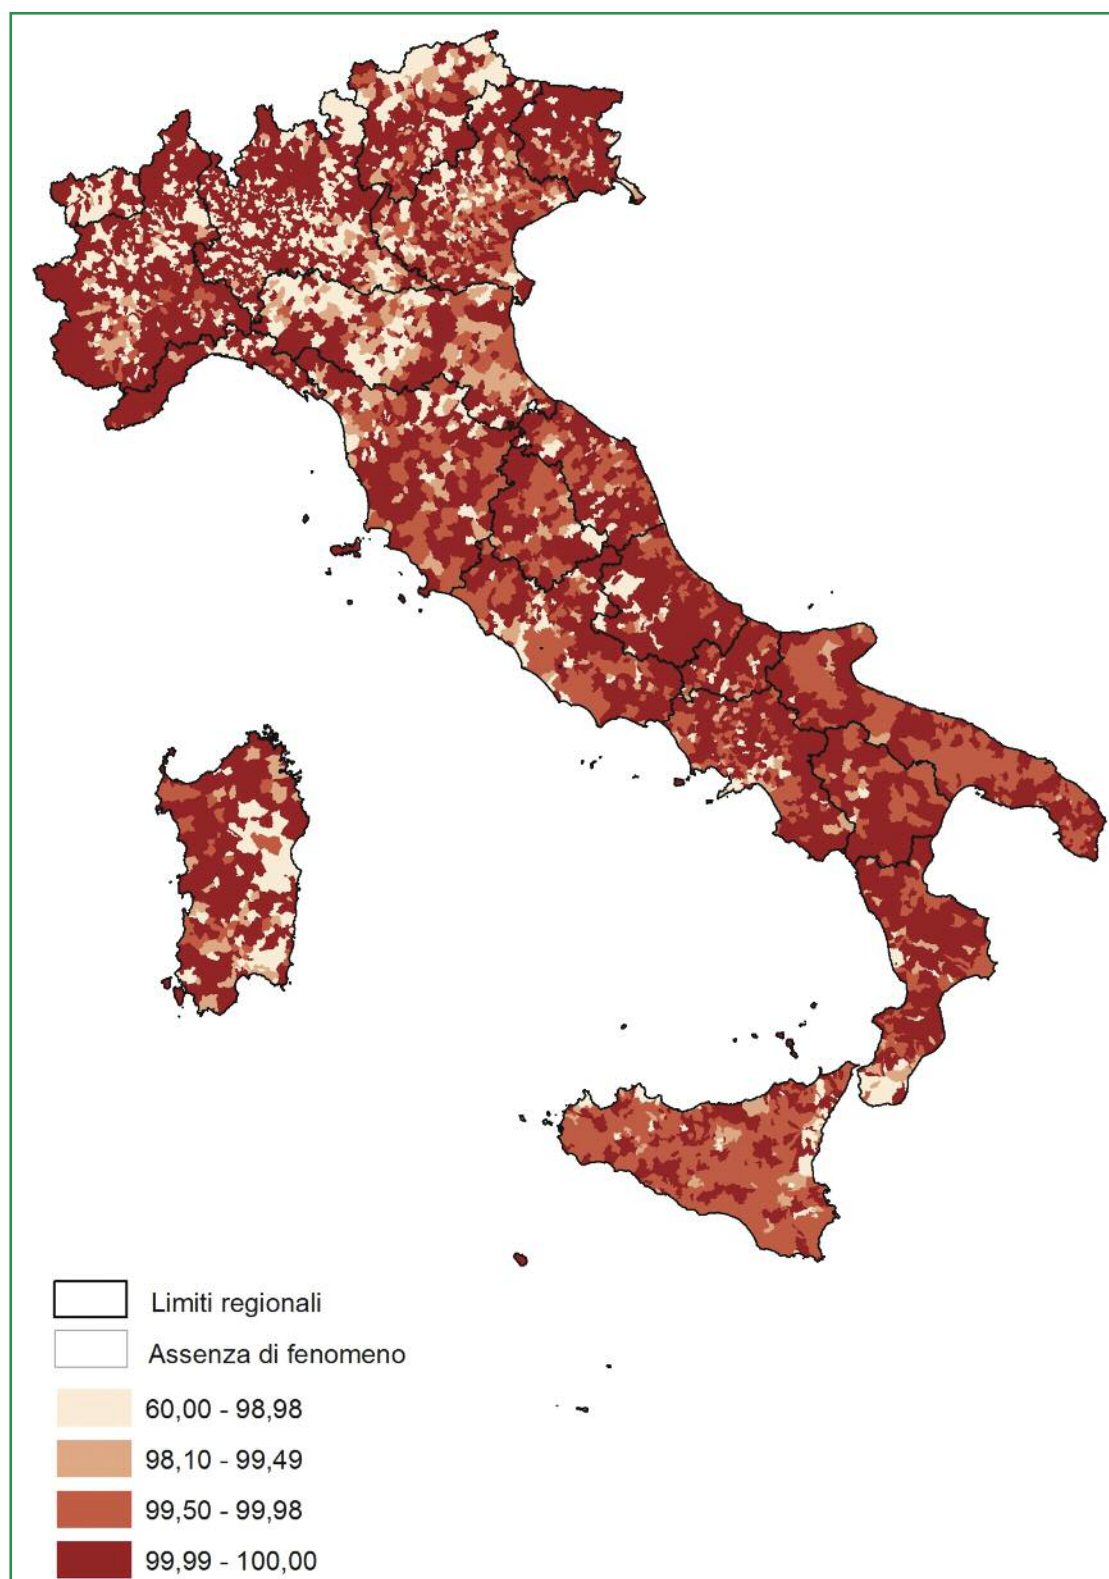 Limiti regionali
Assenza di fenomeno
60,00 - 98,98
98,10 - 99,49
99,50 - 99,98
99,99 - 100,00